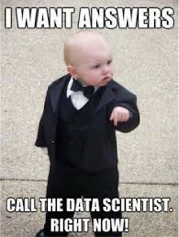 I WANT ANSWERS
CALL THE DATA SCIENTIST.
RIGHT NOW!